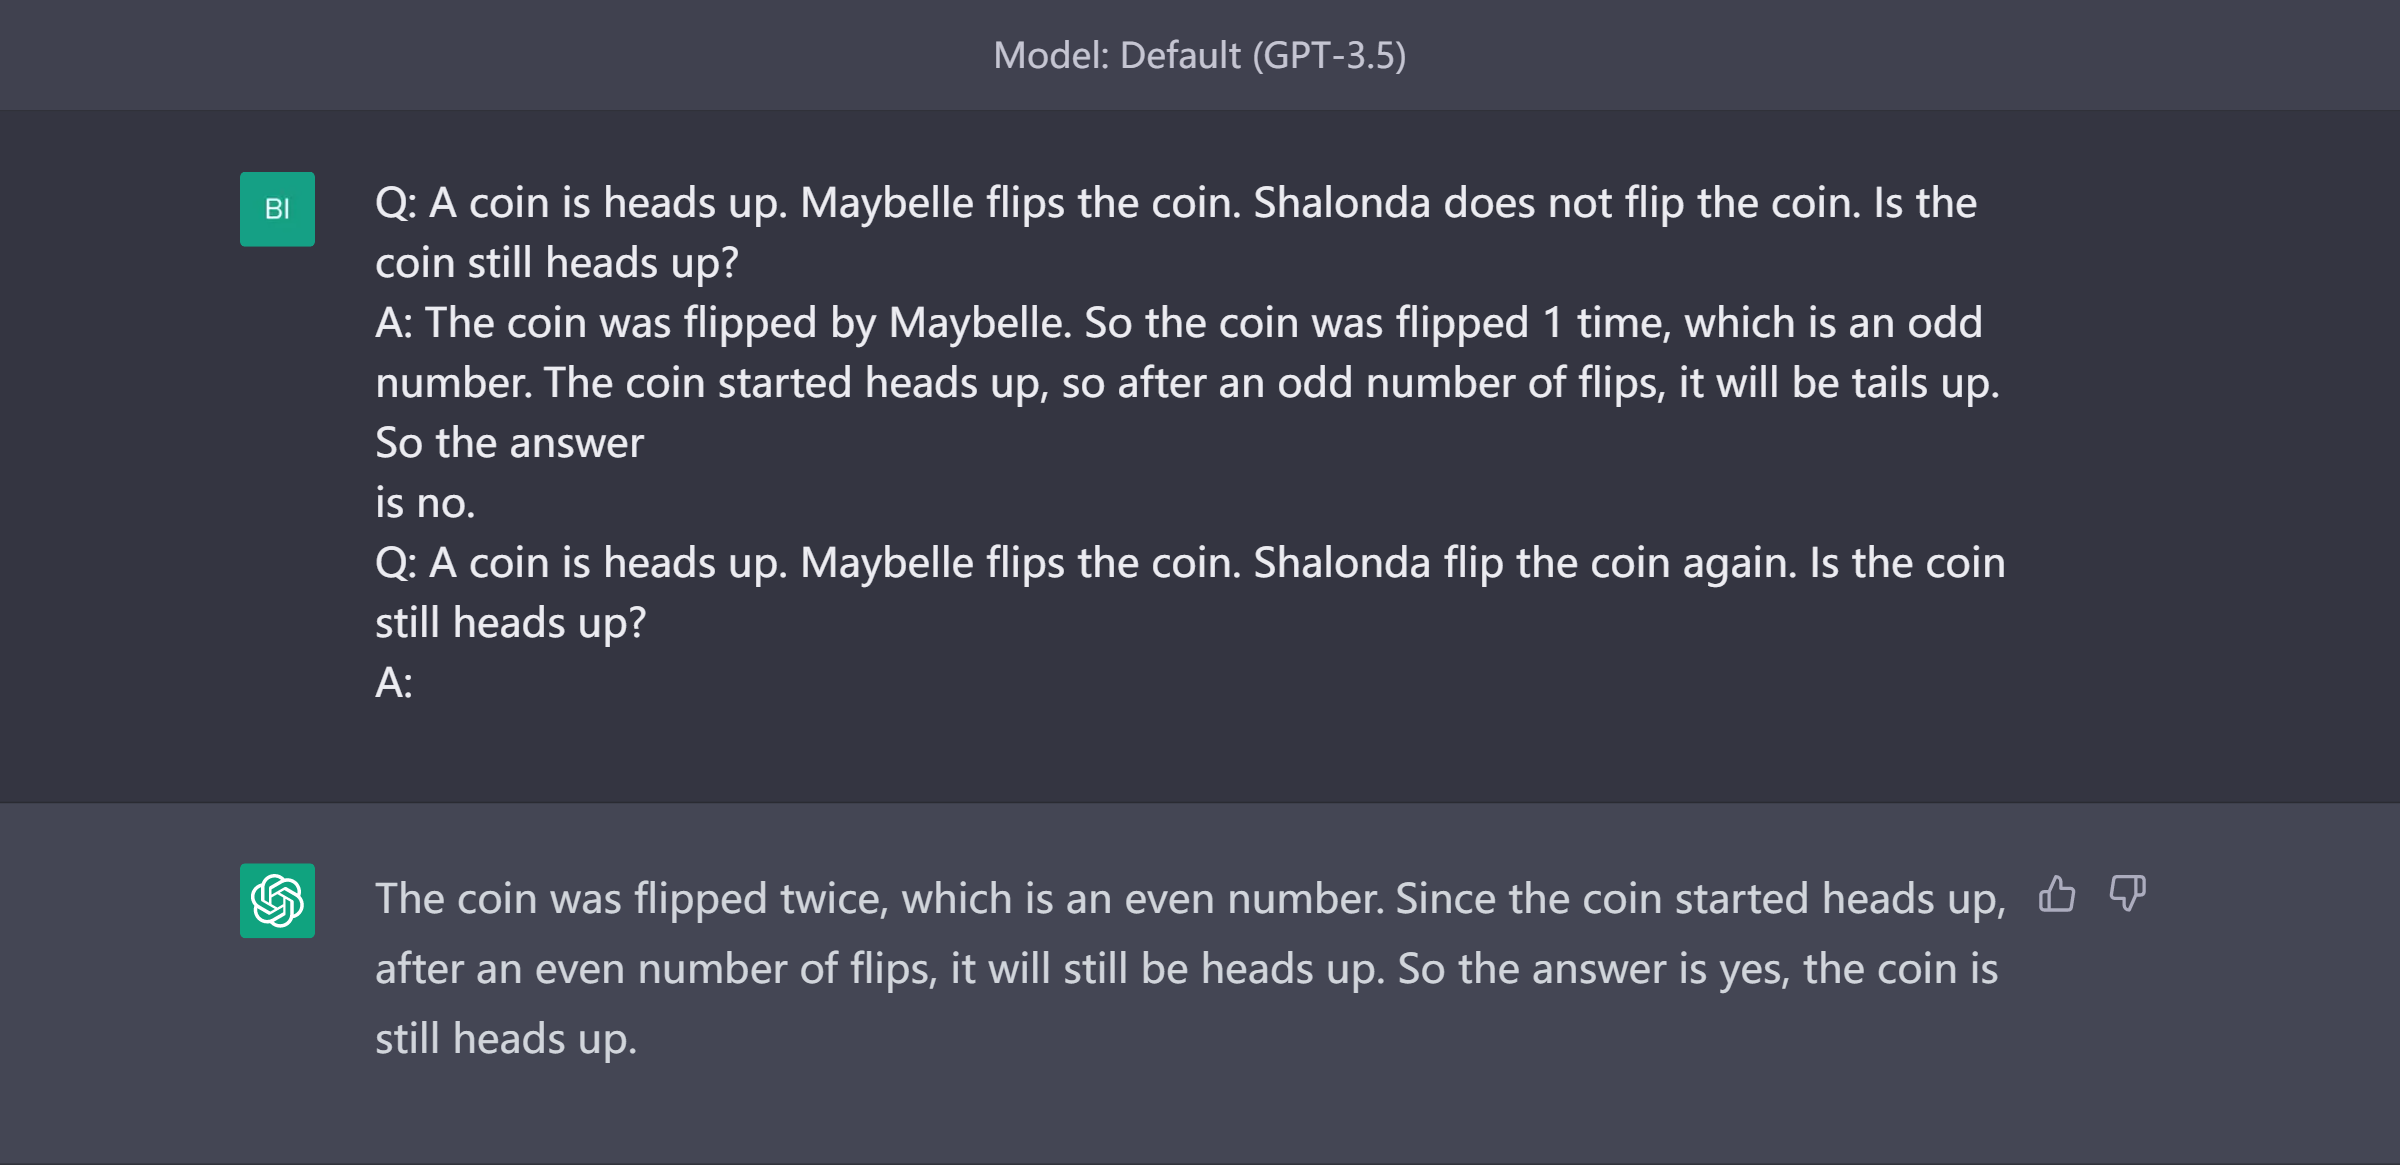 Model: Default (GPT-3.5)
BI
Q: A coin is heads up. Maybelle flips the coin. Shalonda does not flip the coin. Is the
coin still heads up?
A: The coin was flipped by Maybelle. So the coin was flipped 1 time, which is an odd
number. The coin started heads up, so after an odd number of flips, it will be tails up.
So the answer
is no.
Q: A coin is heads up. Maybelle flips the coin. Shalonda flip the coin again. Is the coin
still heads up?
A:
The coin was flipped twice, which is an even number. Since the coin started heads up,
after an even number of flips, it will still be heads up. So the answer is yes, the coin is
still heads up.